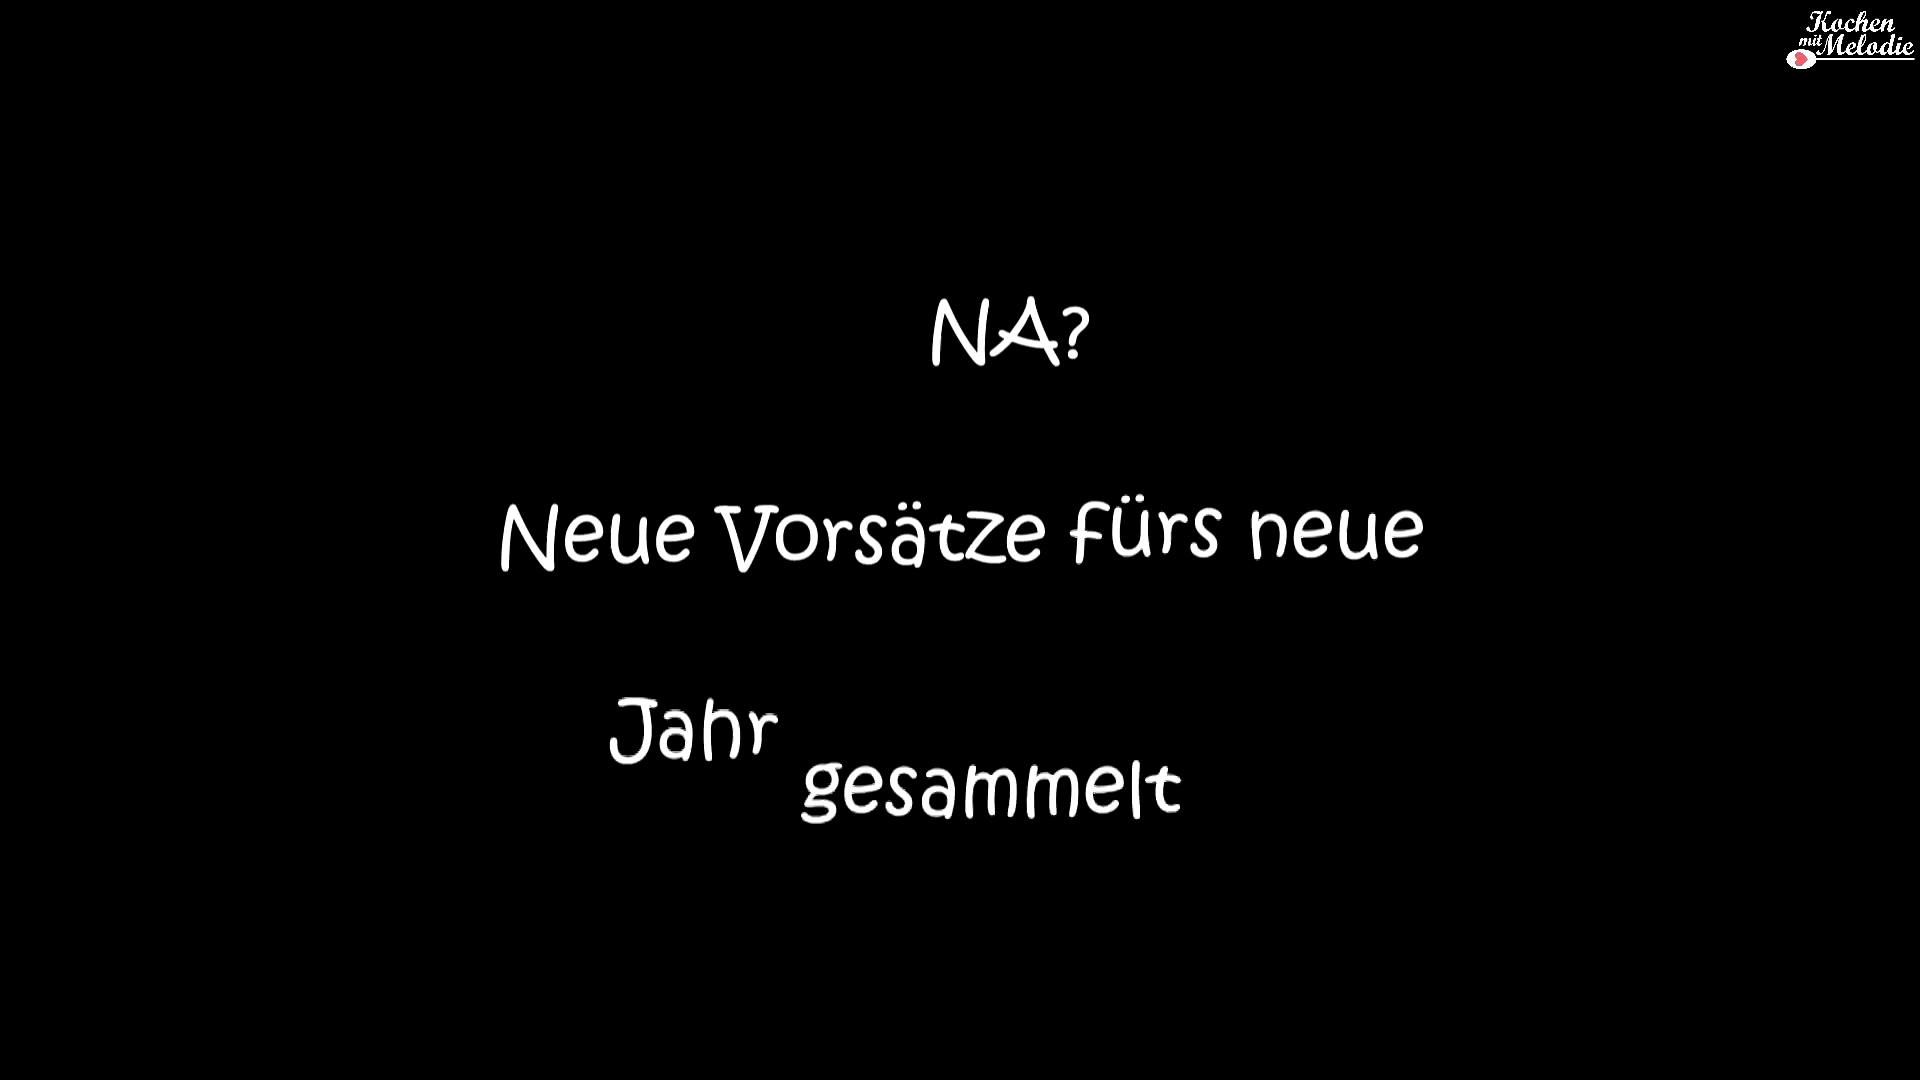 Kochen
mit Melodie
NA?
Neue Vorsätze fürs neue
Jahr
gesammelt